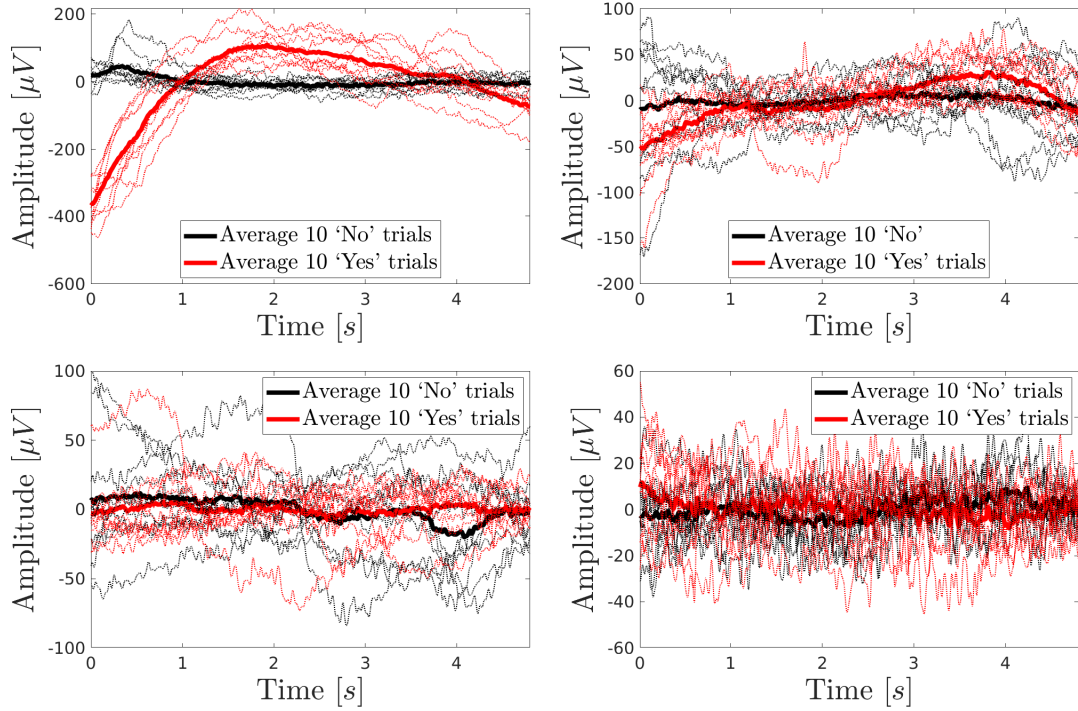 200
0
-200
-400
-600
Amplitude [μV]
Average 10 ‘No’ trials
Average 10 ‘Yes’ trials
0 1 2 3 4
Time [s]
100
50
0
-50
-100
-150
-200
Amplitude [μV]
Average 10 ‘No’
Average 10 ‘Yes’ trials
0 1 2 3 4
Time [s]
100
50
0
-50
-100
Amplitude [μV]
Average 10 ‘No’ trials
Average 10 ‘Yes’ trials
0 1 2 3 4
Time [s]
60
40
20
0
-20
-40
-60
Amplitude [μV]
Average 10 ‘No’ trials
Average 10 ‘Yes’ trials
0 1 2 3 4
Time [s]